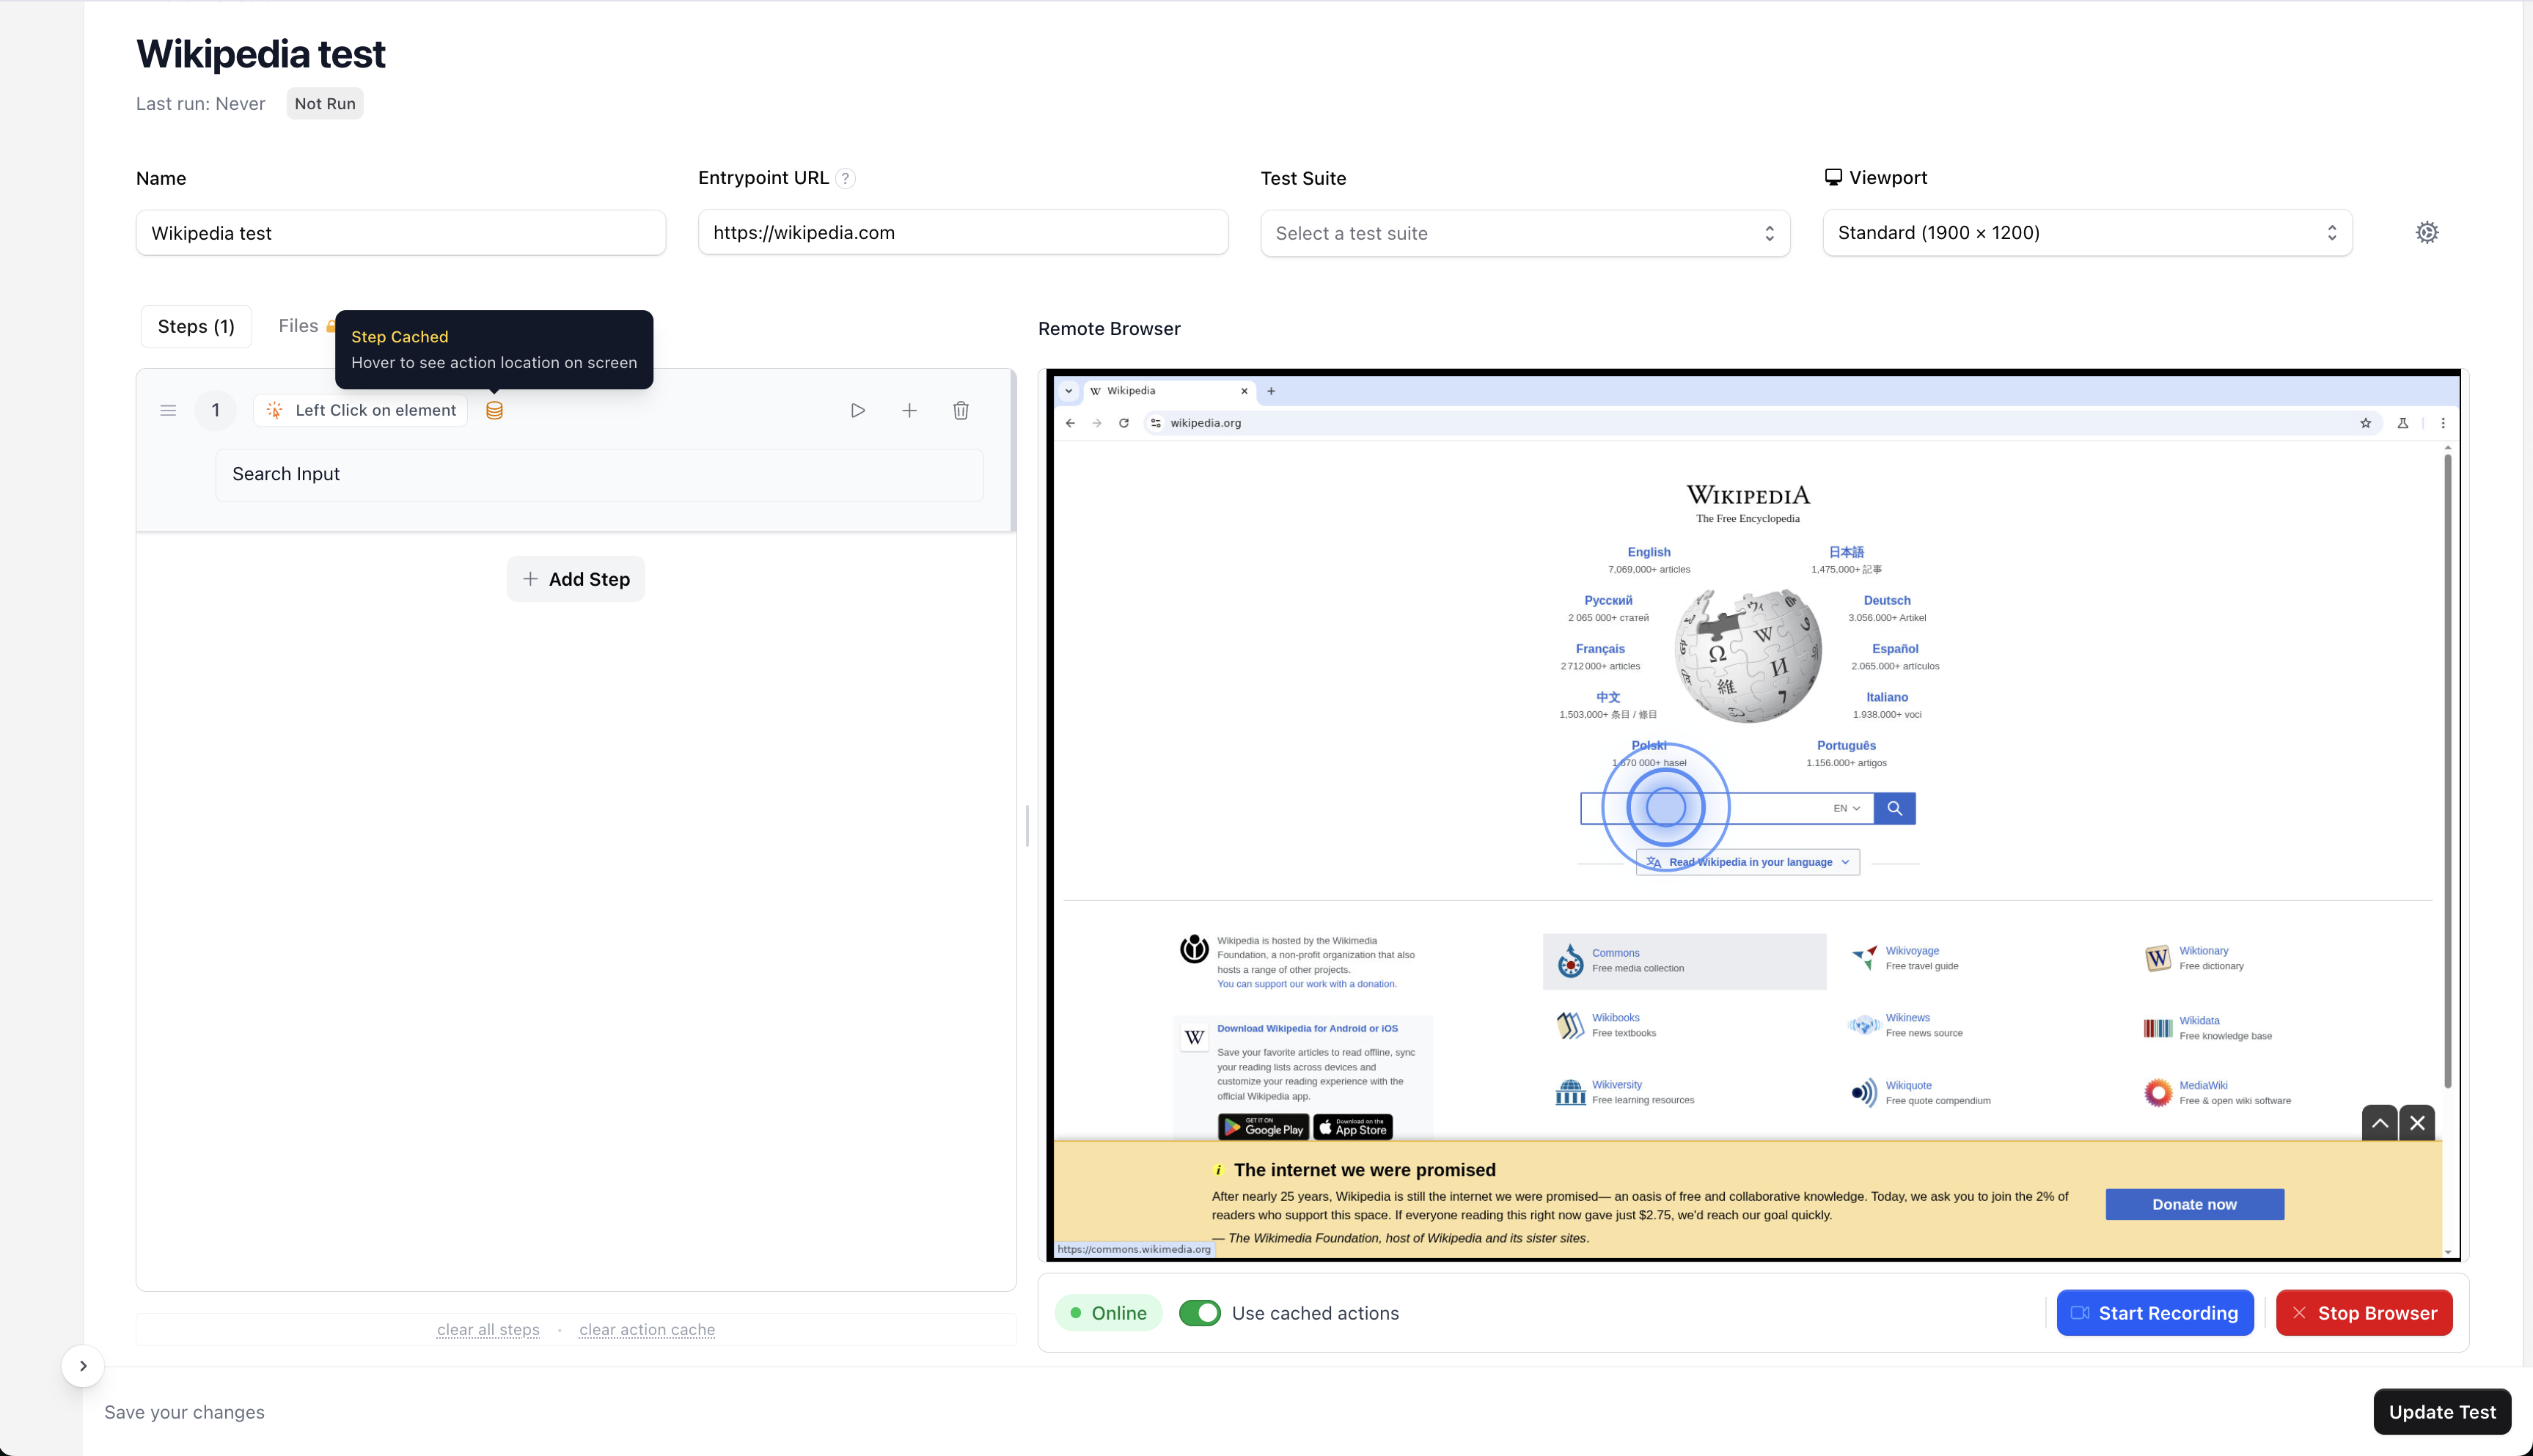 Wikipedia test
Last run: Never Not Run
Name
Wikipedia test
Entrypoint URL ?
https://wikipedia.com
Test Suite
Select a test suite
Viewport
Standard (1900 × 1200)
Steps (1)
Files
Step Cached
Hover to see action location on screen
1 Left Click on element
Search Input
Add Step
clear all steps · clear action cache
Remote Browser
Wikipedia
wikipedia.org
WIKIPEDIA
The Free Encyclopedia
English
7,069,000+ articles
日本語
1,475,000+ 記事
Русский
2 065 000+ статей
Deutsch
3.056.000+ Artikel
Français
2 712 000+ articles
Español
2.065.000+ artículos
中文
1,503,000+ 条目 / 條目
Italiano
1.938.000+ voci
Polski
1 670 000+ haseł
Português
1.156.000+ artigos
EN
Read Wikipedia in your language
Wikipedia is hosted by the Wikimedia
Foundation, a non-profit organization that also
hosts a range of other projects.
You can support our work with a donation.
Download Wikipedia for Android or iOS
Save your favorite articles to read offline, sync
your reading lists across devices and
customize your reading experience with the
official Wikipedia app.
GET IT ON
Google Play
Download on the
App Store
Commons
Free media collection
Wikivoyage
Free travel guide
Wiktionary
Free dictionary
Wikibooks
Free textbooks
Wikinews
Free news source
Wikidata
Free knowledge base
Wikiversity
Free learning resources
Wikiquote
Free quote compendium
MediaWiki
Free & open wiki software
The internet we were promised
After nearly 25 years, Wikipedia is still the internet we were promised— an oasis of free and collaborative knowledge. Today, we ask you to join the 2% of
readers who support this space. If everyone reading this right now gave just $2.75, we'd reach our goal quickly.
— The Wikimedia Foundation, host of Wikipedia and its sister sites.
Donate now
https://commons.wikimedia.org
Online
Use cached actions
Start Recording
Stop Browser
Save your changes
Update Test